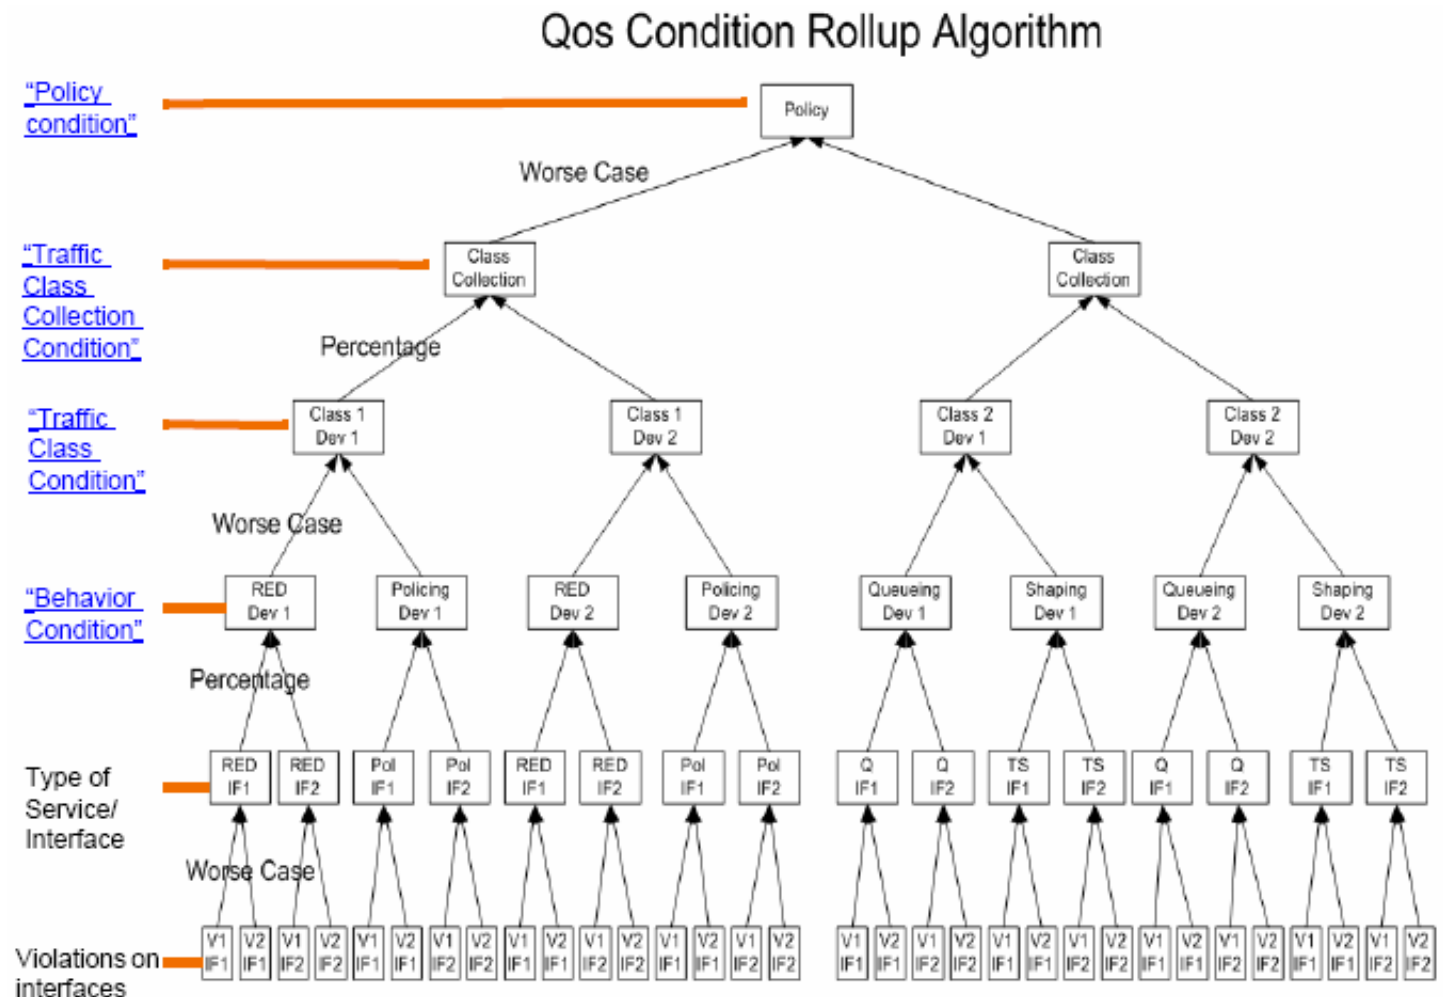 Qos Condition Rollup Algorithm
“Policy
condition”
Policy
Worse Case
“Traffic
Class
Collection
Condition”
Class
Collection
Class
Collection
Percentage
“Traffic
Class
Condition”
Class 1
Dev 1
Class 1
Dev 2
Class 2
Dev 1
Class 2
Dev 2
Worse Case
“Behavior
Condition”
RED
Dev 1
Policing
Dev 1
RED
Dev 2
Policing
Dev 2
Queueing
Dev 1
Shaping
Dev 1
Queueing
Dev 2
Shaping
Dev 2
Percentage
Type of
Service/
Interface
RED
IF1
RED
IF2
Pol
IF1
Pol
IF2
RED
IF1
RED
IF2
Pol
IF1
Pol
IF2
Q
IF1
Q
IF2
TS
IF1
TS
IF2
Q
IF1
Q
IF2
TS
IF1
TS
IF2
Worse Case
Violations on
interfaces
V1
IF1
V2
IF1
V1
IF2
V2
IF2
V1
IF1
V2
IF1
V1
IF2
V2
IF2
V1
IF1
V2
IF1
V1
IF2
V2
IF2
V1
IF1
V2
IF1
V1
IF2
V2
IF2
V1
IF1
V2
IF1
V1
IF2
V2
IF2
V1
IF1
V2
IF1
V1
IF2
V2
IF2
V1
IF1
V2
IF1
V1
IF2
V2
IF2
V1
IF1
V2
IF1
V1
IF2
V2
IF2